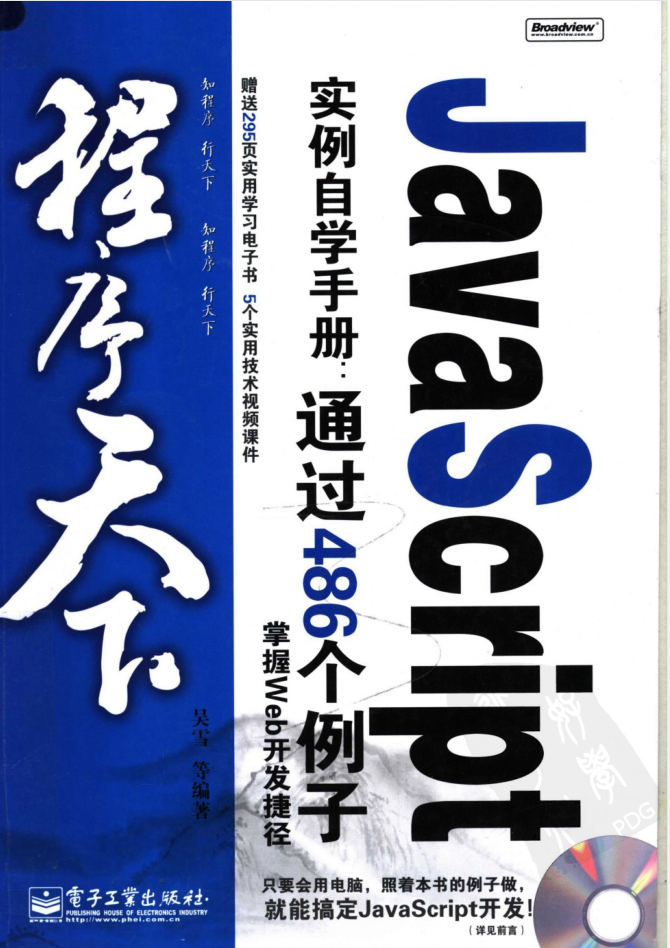 Broadview®
www.broadview.com.cn
JavaScript
实例自学手册：通过486个例子
掌握Web开发捷径
赠送295页实用学习电子书 5个实用技术视频课件
知程序 行天下 知程序 行天下
程序天下
吴雪 等编著
只要会用电脑，照着本书的例子做，
就能搞定JavaScript开发！
（详见前言）
電子工業出版社·
PUBLISHING HOUSE OF ELECTRONICS INDUSTRY
http://www.phei.com.cn
PDG